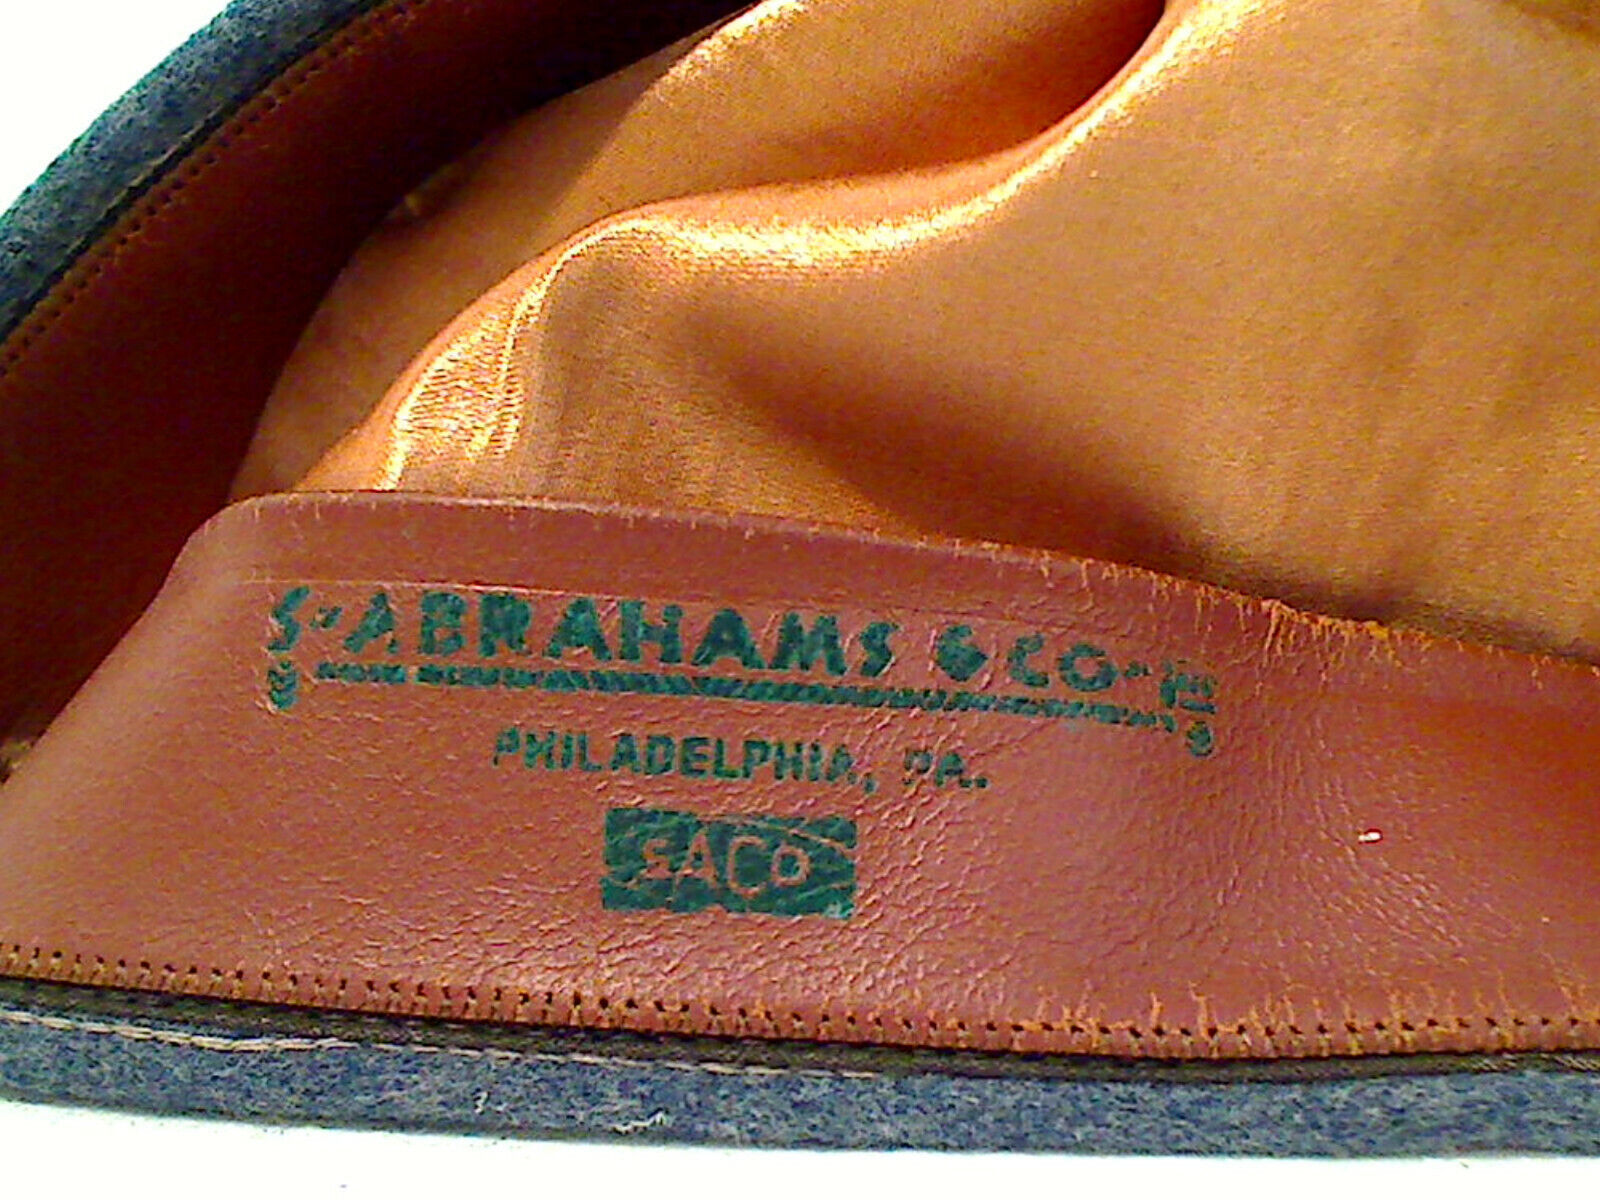 S·ABRAHAMS & CO·
PHILADELPHIA, PA.
SACO